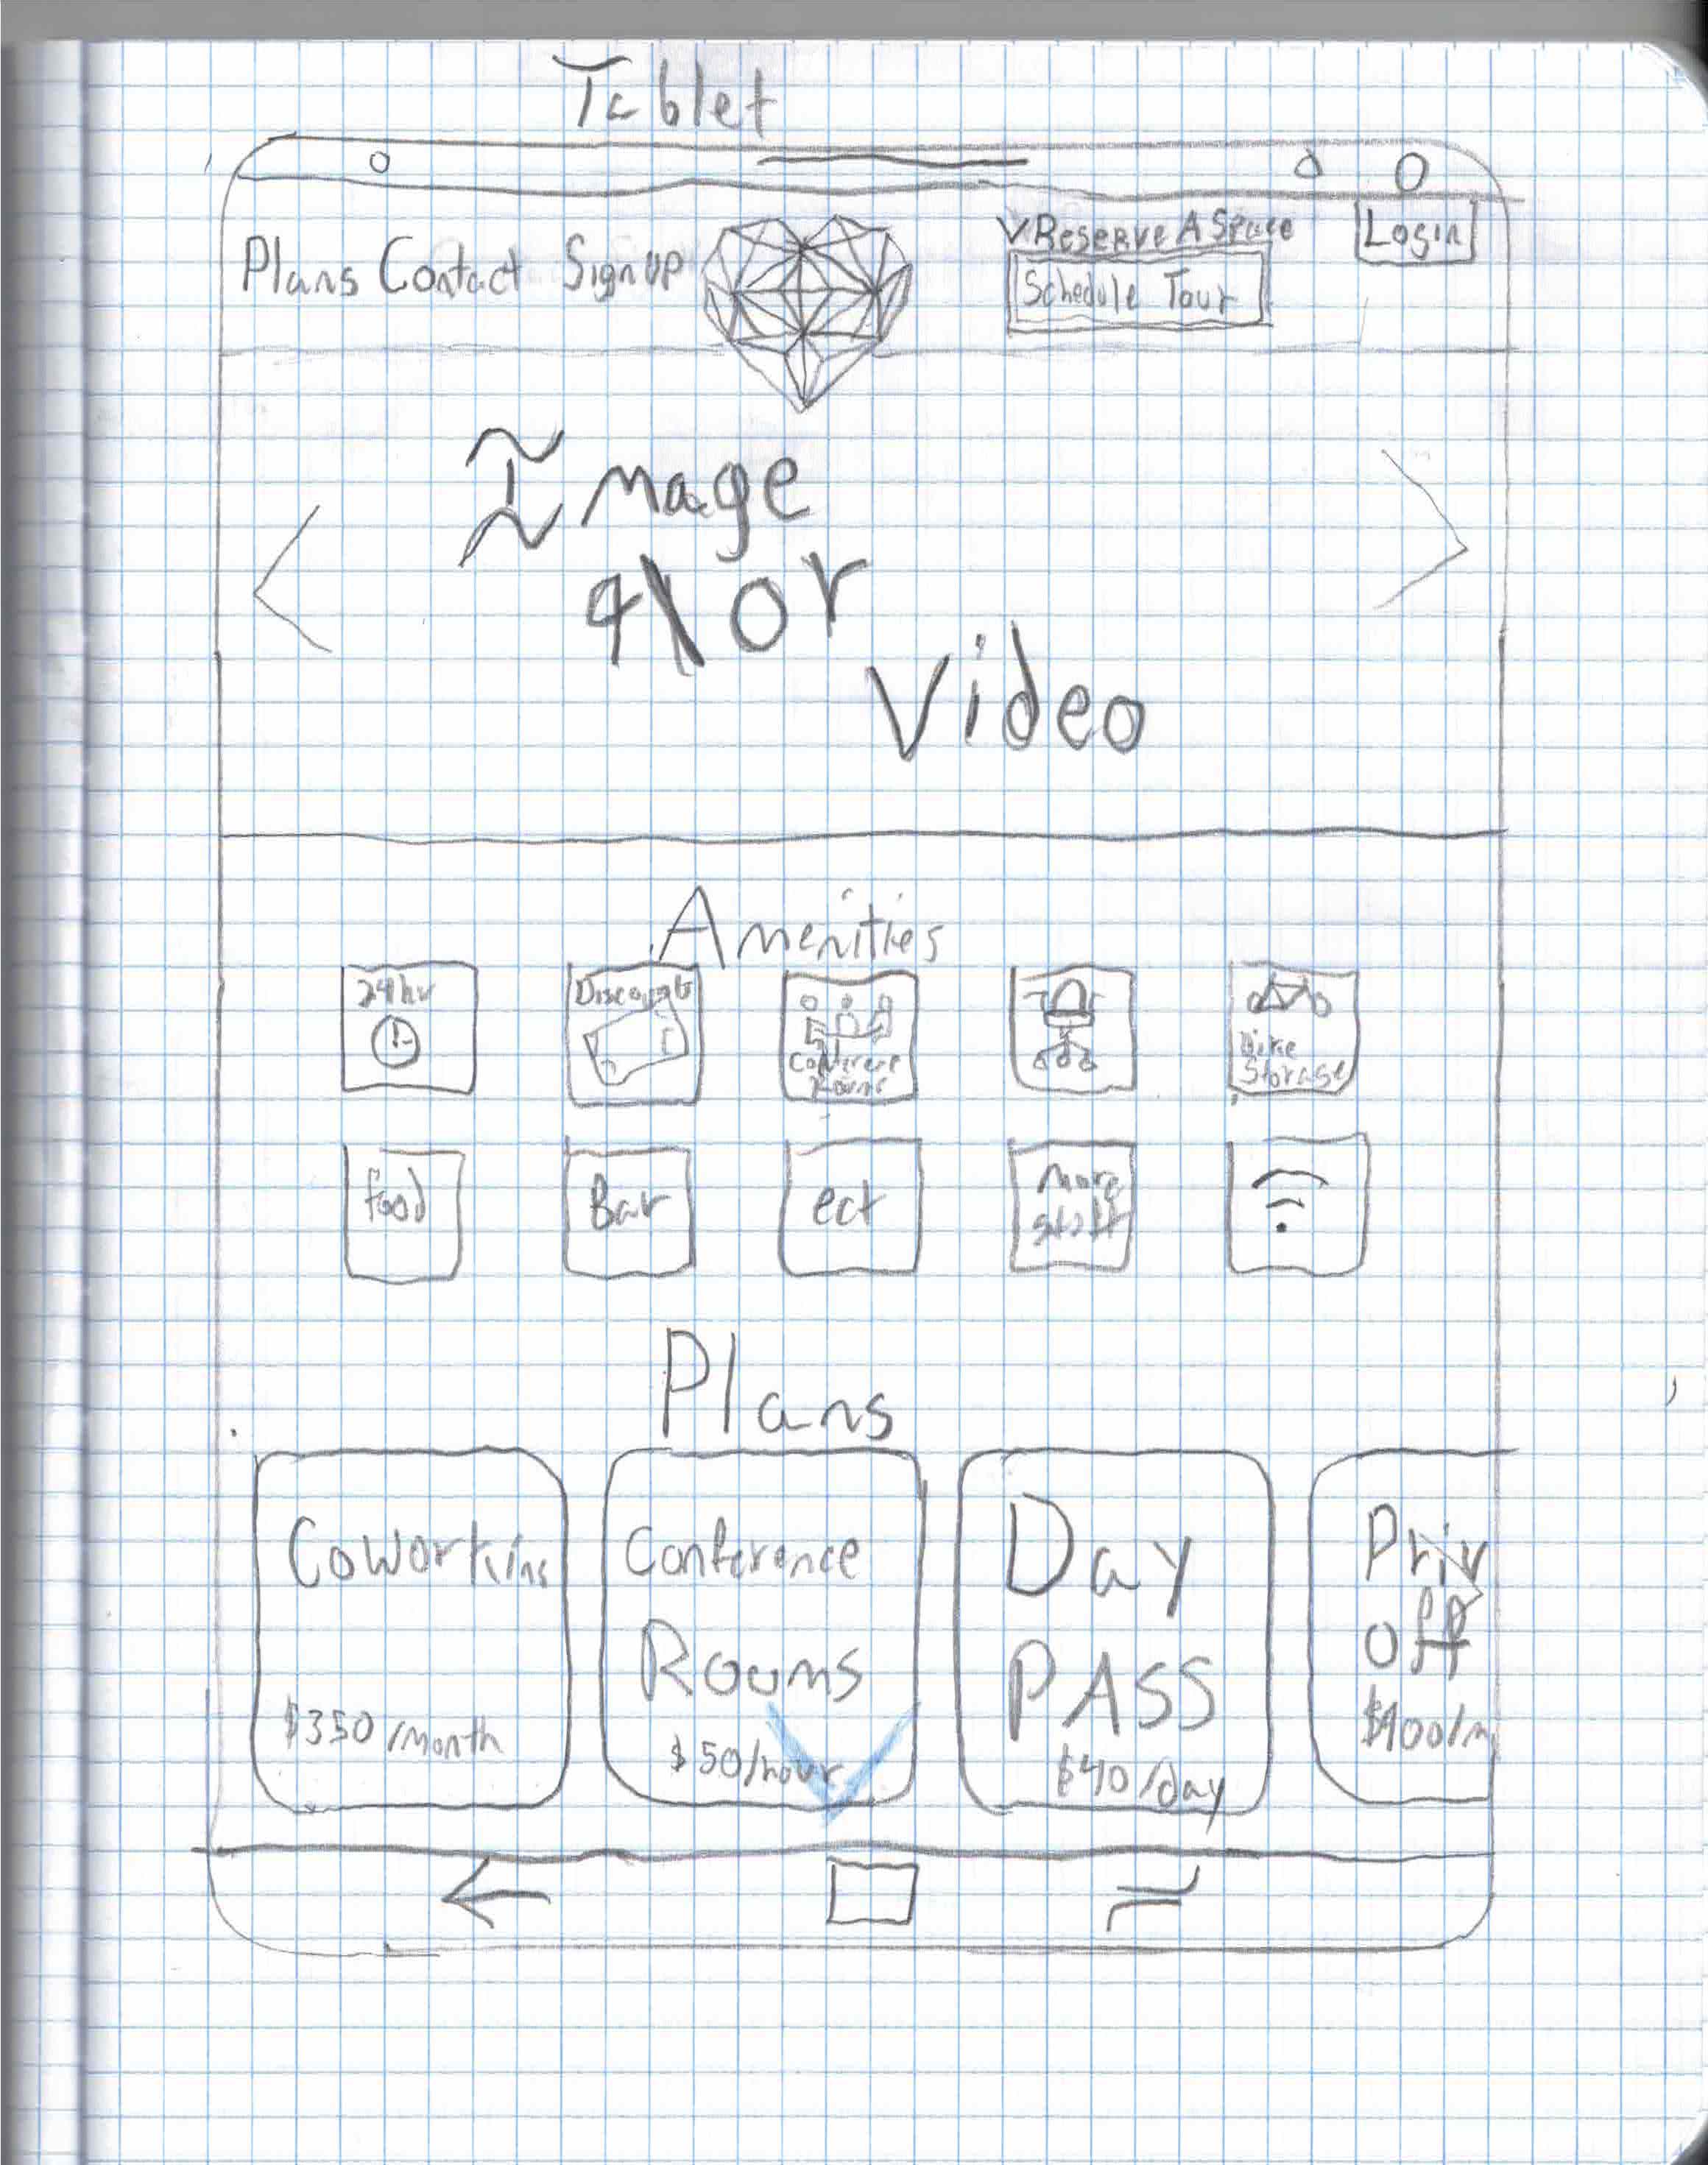 Tablet
Plans Contact Sign up
Reserve A Space
Schedule Tour
Login
Image
&\or
Video
Amenities
24hr
Discounts
Conference
Rooms
Bike
Storage
food
Bar
ect
more
stuff
Plans
Coworking
$350/month
Conference
Rooms
$50/hour
Day
PASS
$40/day
Priv
off
$400/m